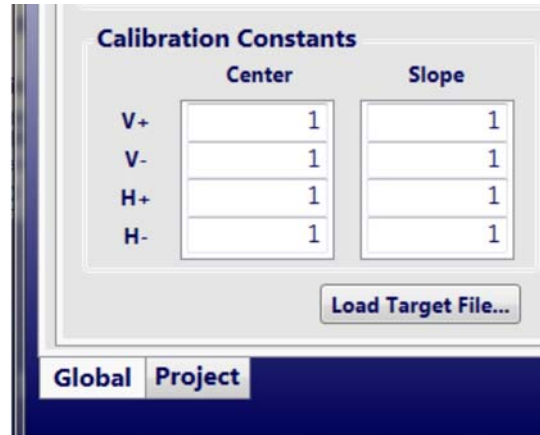 Calibration Constants
Center Slope
V+ 1 1
V- 1 1
H+ 1 1
H- 1 1
Load Target File...
Global Project